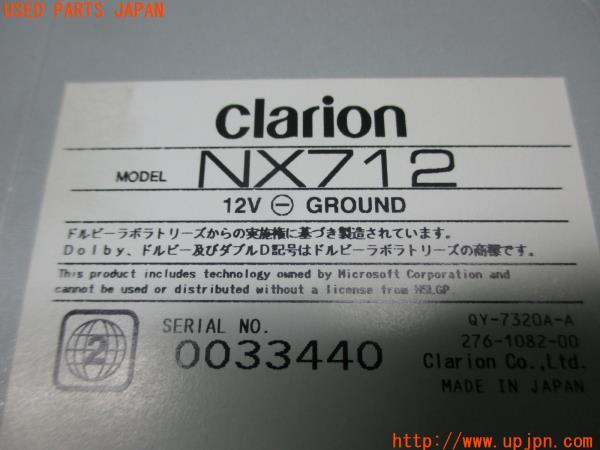 USED PARTS JAPAN
clarion
MODEL NX712
12V ⊖ GROUND
ドルビーラボラトリーズからの実施権に基づき製造されています。
Dolby、ドルビー及びダブルD記号はドルビーラボラトリーズの商標です。
This product includes technology owned by Microsoft Corporation and
cannot be used or distributed without a license from MSLGP.
2
SERIAL NO.
0033440
QY-7320A-A
276-1082-00
Clarion Co.,Ltd.
MADE IN JAPAN
http://www.upjpn.com/